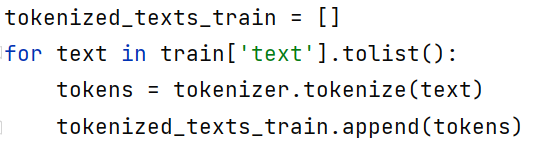 tokenized_texts_train = []
for text in train['text'].tolist():
    tokens = tokenizer.tokenize(text)
    tokenized_texts_train.append(tokens)